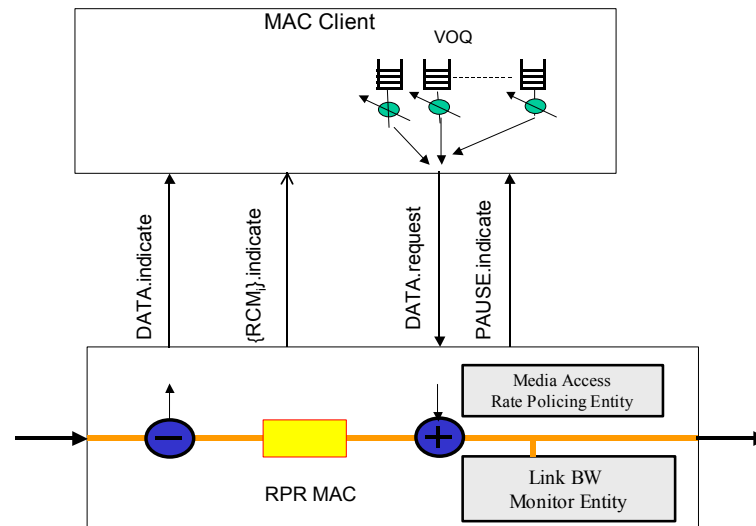 MAC Client
VOQ
DATA.indicate
{RCMi}.indicate
DATA.request
PAUSE.indicate
Media Access
Rate Policing Entity
Link BW
Monitor Entity
RPR MAC